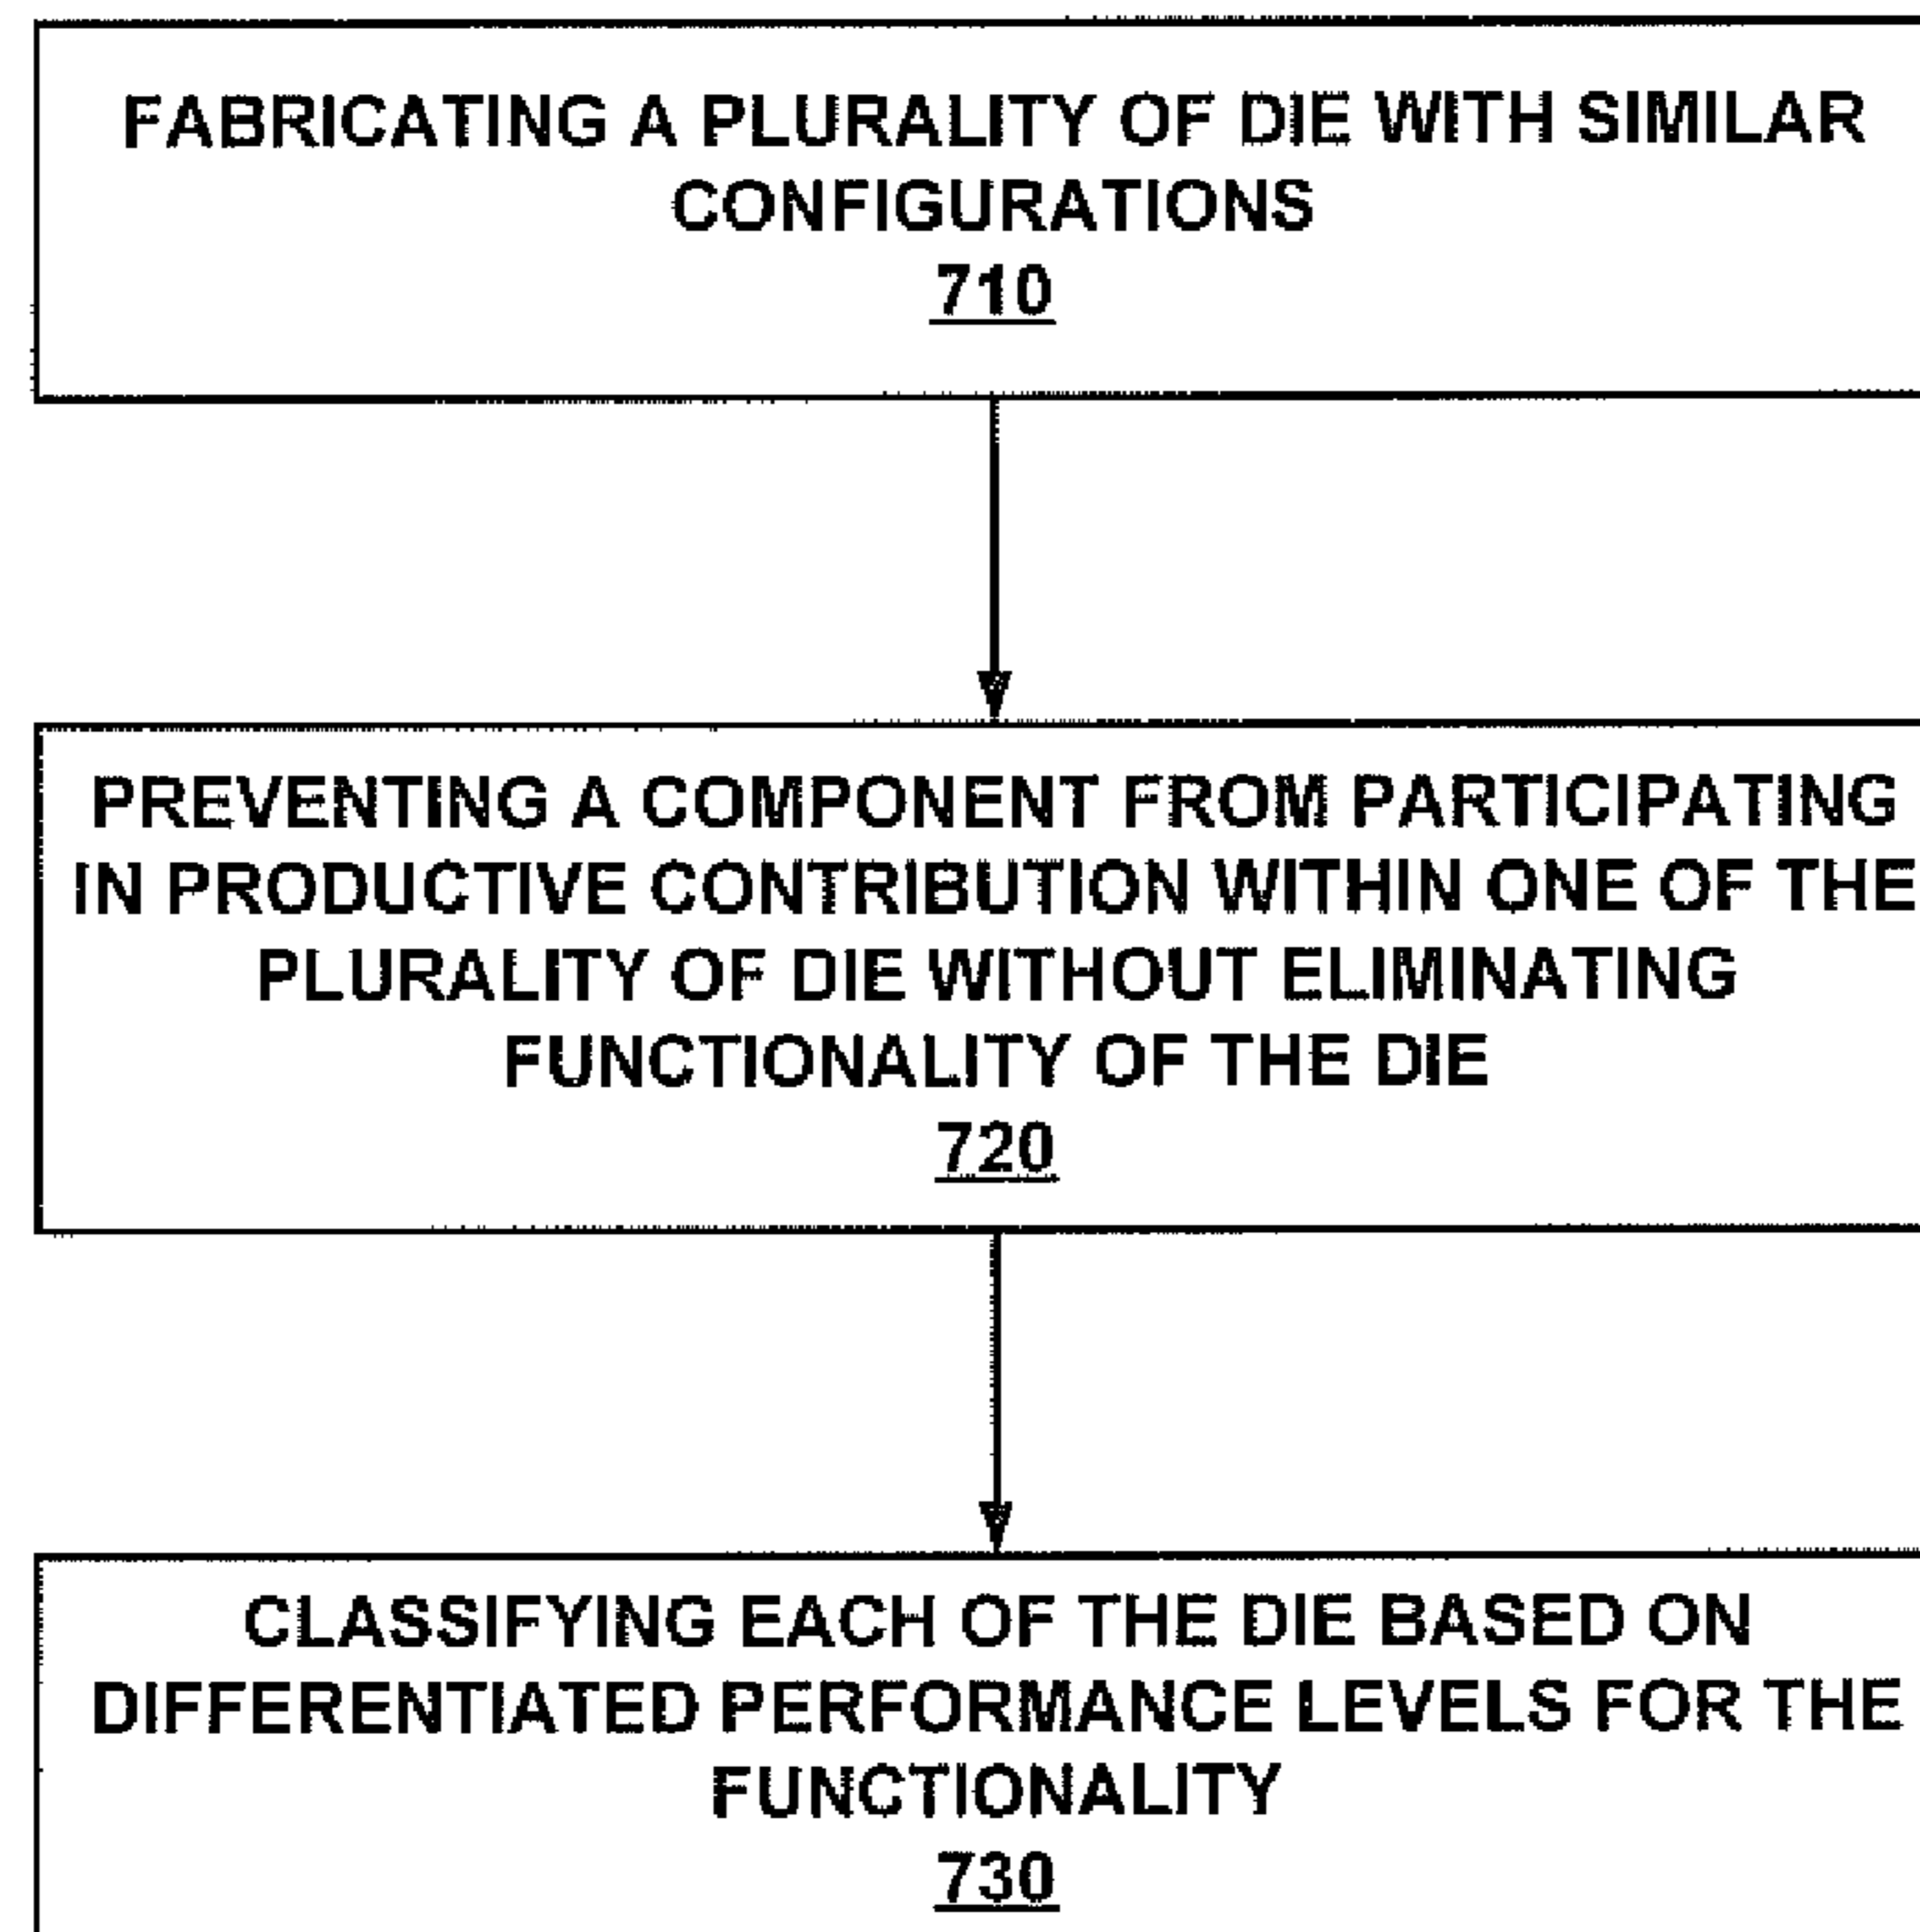 FABRICATING A PLURALITY OF DIE WITH SIMILAR
CONFIGURATIONS
710
PREVENTING A COMPONENT FROM PARTICIPATING
IN PRODUCTIVE CONTRIBUTION WITHIN ONE OF THE
PLURALITY OF DIE WITHOUT ELIMINATING
FUNCTIONALITY OF THE DIE
720
CLASSIFYING EACH OF THE DIE BASED ON
DIFFERENTIATED PERFORMANCE LEVELS FOR THE
FUNCTIONALITY
730